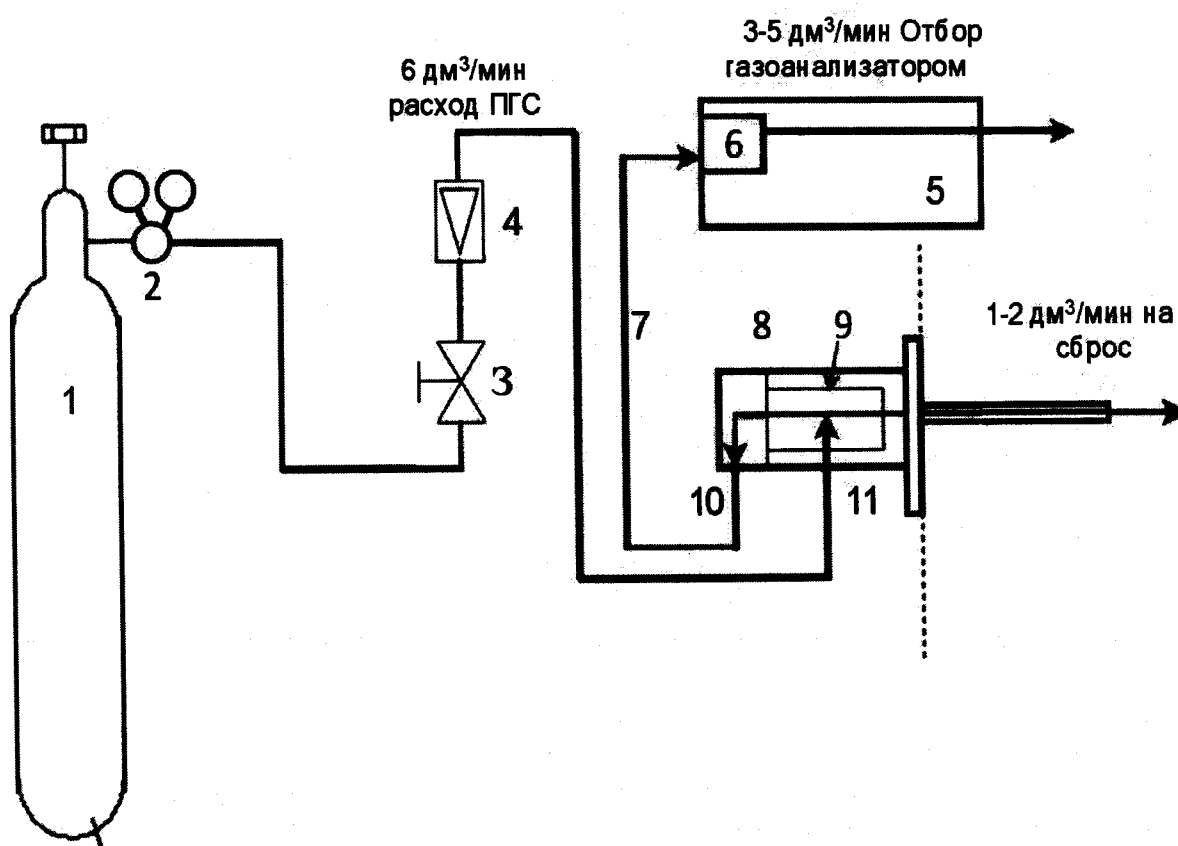 3-5 дм³/мин Отбор
газоанализатором
6 дм³/мин
расход ПГС
6
5
4
2
7
8
9
1-2 дм³/мин на
сброс
1
3
10
11